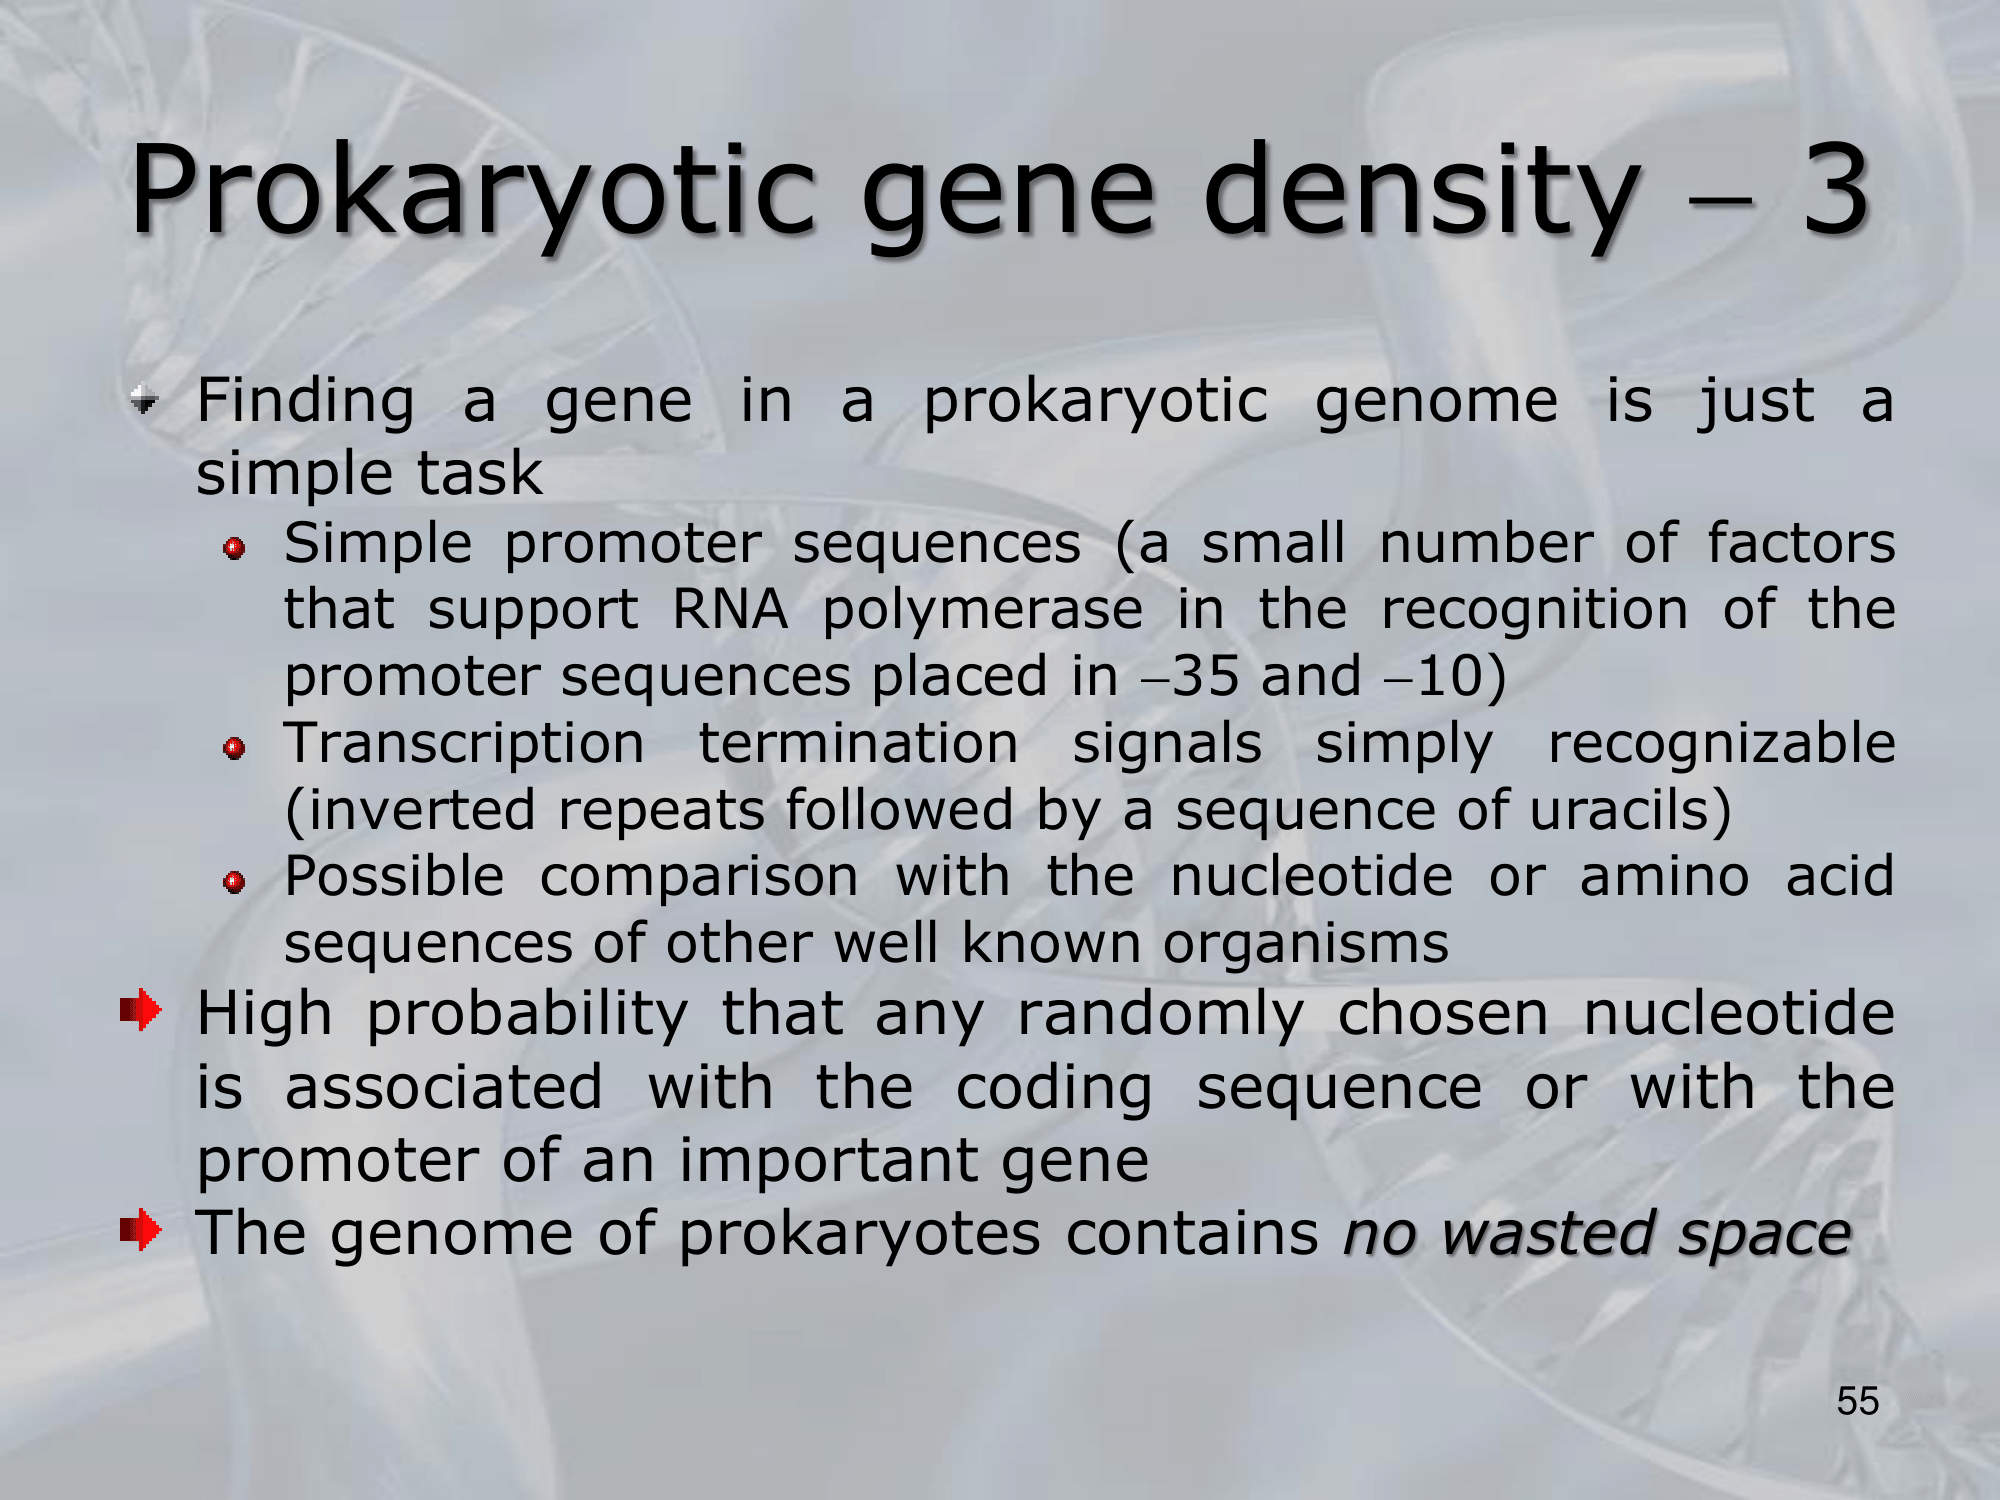 Prokaryotic gene density – 3
Finding a gene in a prokaryotic genome is just a
simple task
Simple promoter sequences (a small number of factors
that support RNA polymerase in the recognition of the
promoter sequences placed in –35 and –10)
Transcription termination signals simply recognizable
(inverted repeats followed by a sequence of uracils)
Possible comparison with the nucleotide or amino acid
sequences of other well known organisms
High probability that any randomly chosen nucleotide
is associated with the coding sequence or with the
promoter of an important gene
The genome of prokaryotes contains no wasted space
55